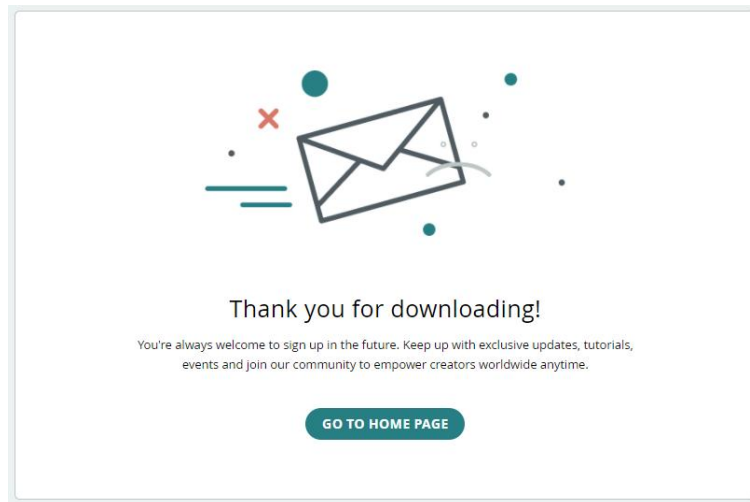 Thank you for downloading!
You're always welcome to sign up in the future. Keep up with exclusive updates, tutorials,
events and join our community to empower creators worldwide anytime.
GO TO HOME PAGE